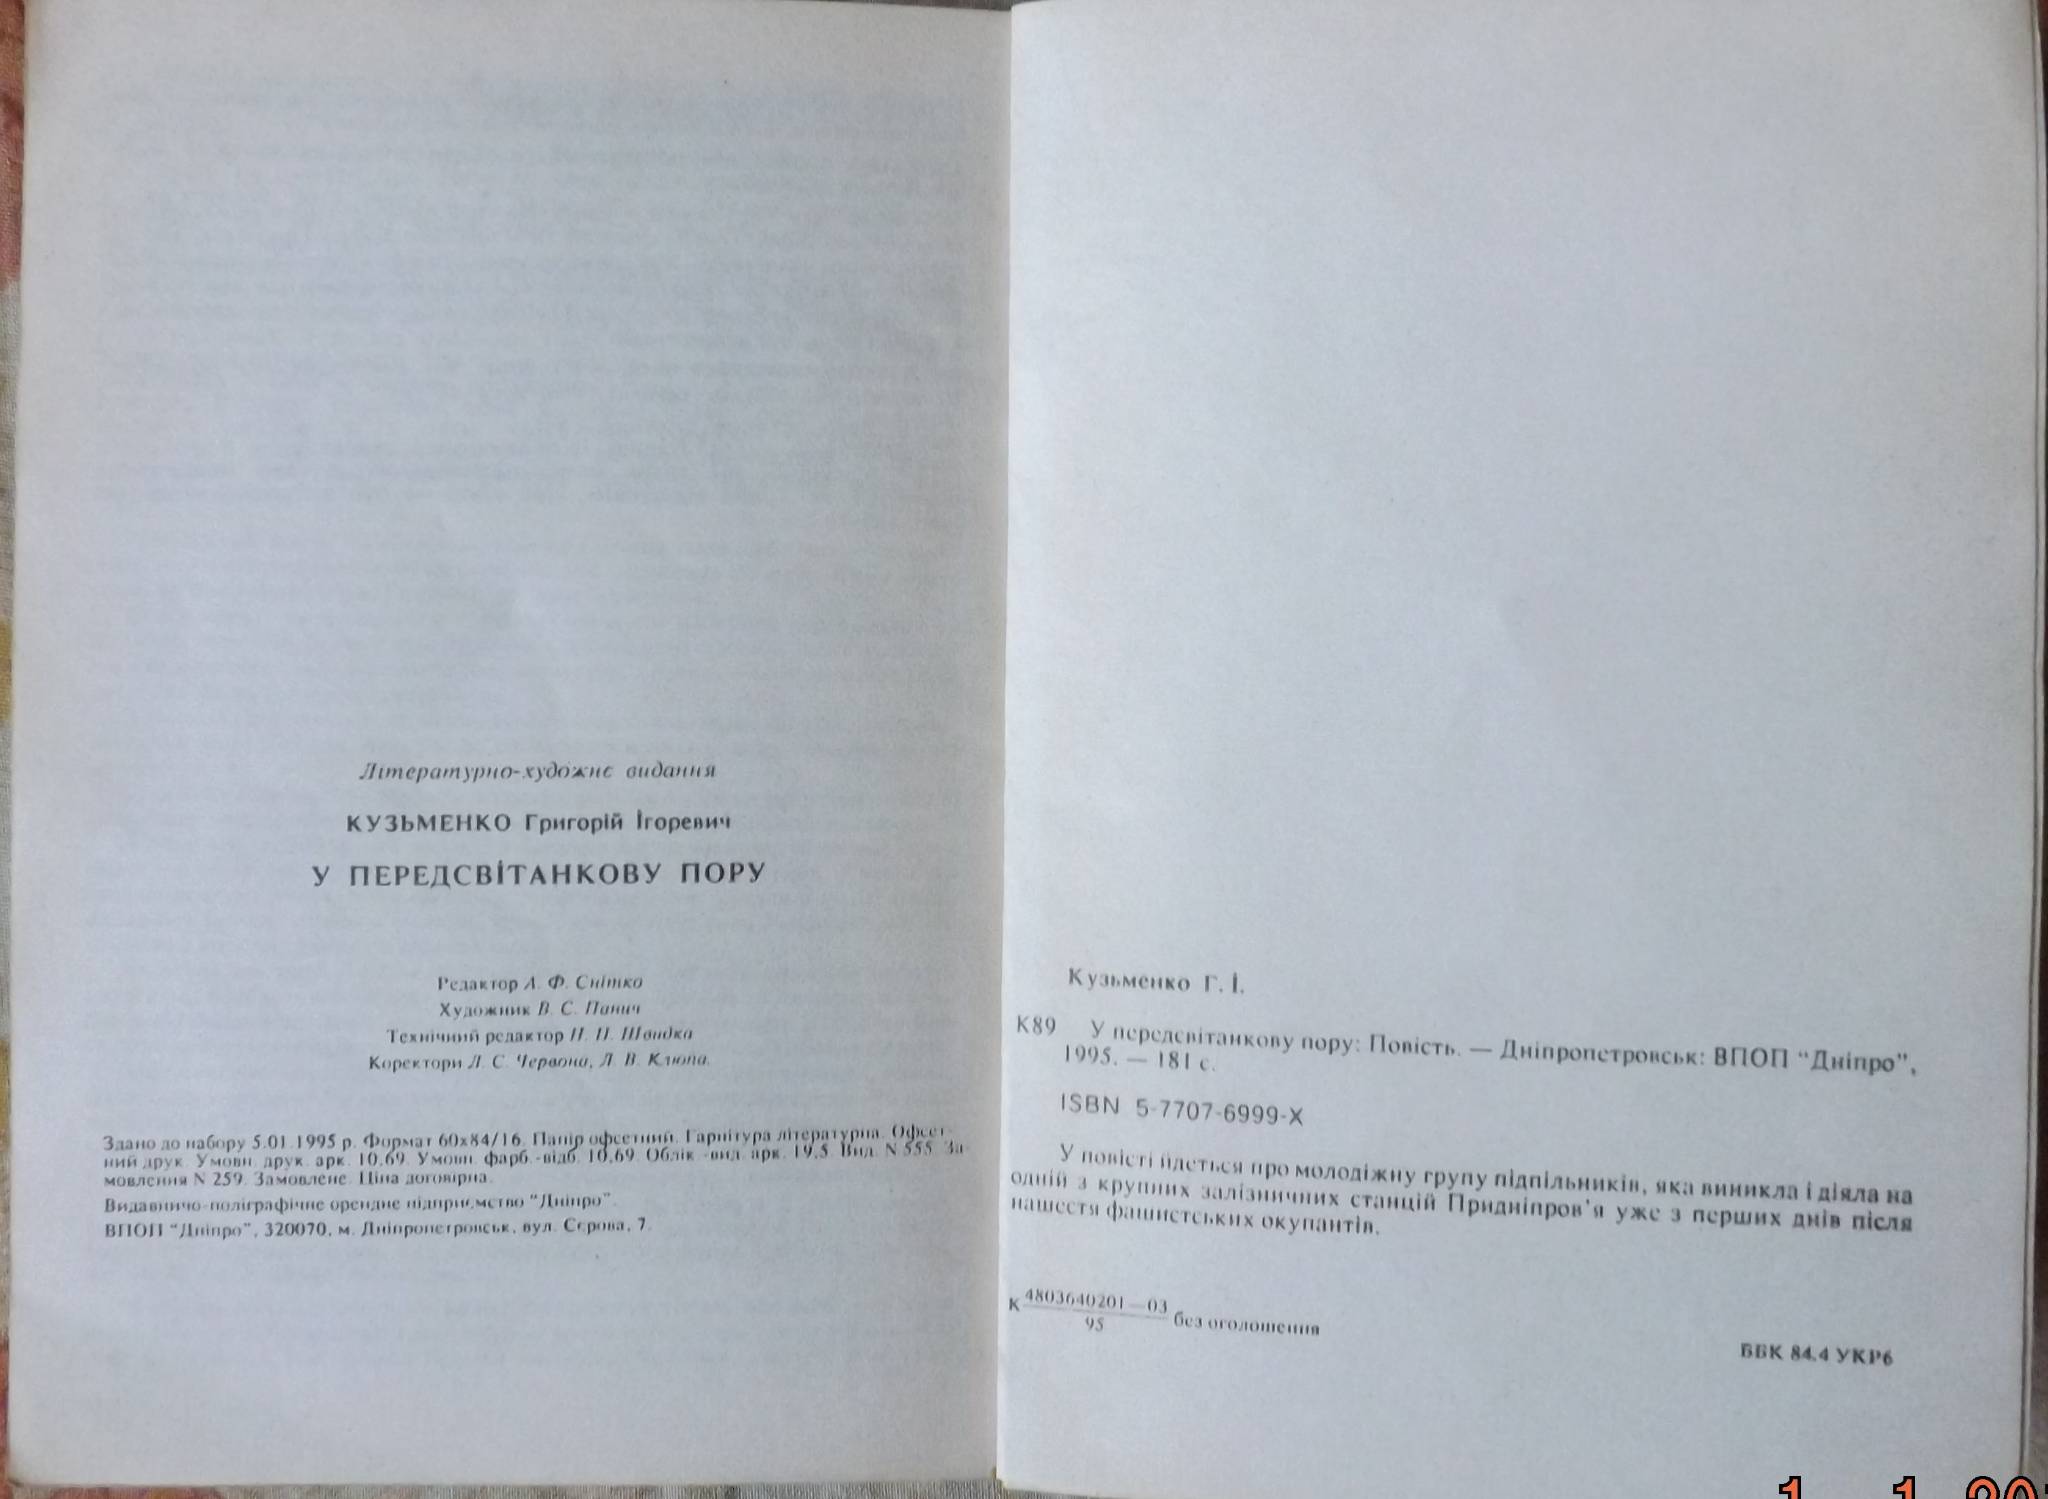 Літературно-художнє видання
КУЗЬМЕНКО Григорій Ігоревич
У ПЕРЕДСВІТАНКОВУ ПОРУ
Редактор А. Ф. Снітко
Художник В. С. Панич
Технічний редактор Швидка
Коректори Л. С. Червона, Л. В. Клюпа.
Здано до набору 5.01.1995 р. Формат 60x84/16. Папір офсетний. Гарнітура літературна. Офсет-
ний друк. Умовн. друк. арк. 10,69. Умовн. фарб.-відб. 10,69. Облік.-вид. арк. 19,5. Вид. N 555. За-
мовлення N 259. Замовлене. Ціна договірна.
Видавничо-поліграфічне орендне підприємство "Дніпро".
ВПОП "Дніпро", 320070, м. Дніпропетровськ, вул. Сєрова, 7.
Кузьменко Г. І.
К89 У передсвітанкову пору: Повість. — Дніпропетровськ: ВПОП "Дніпро",
1995. — 181 с.
ISBN 5-7707-6999-X
У повісті йдеться про молодіжну групу підпільників, яка виникла і діяла на
одній з крупних залізничних станцій Придніпров'я уже з перших днів після
нашестя фашистських окупантів.
К 4803640201—03
95 без оголошення
ББК 84.4 УКР6